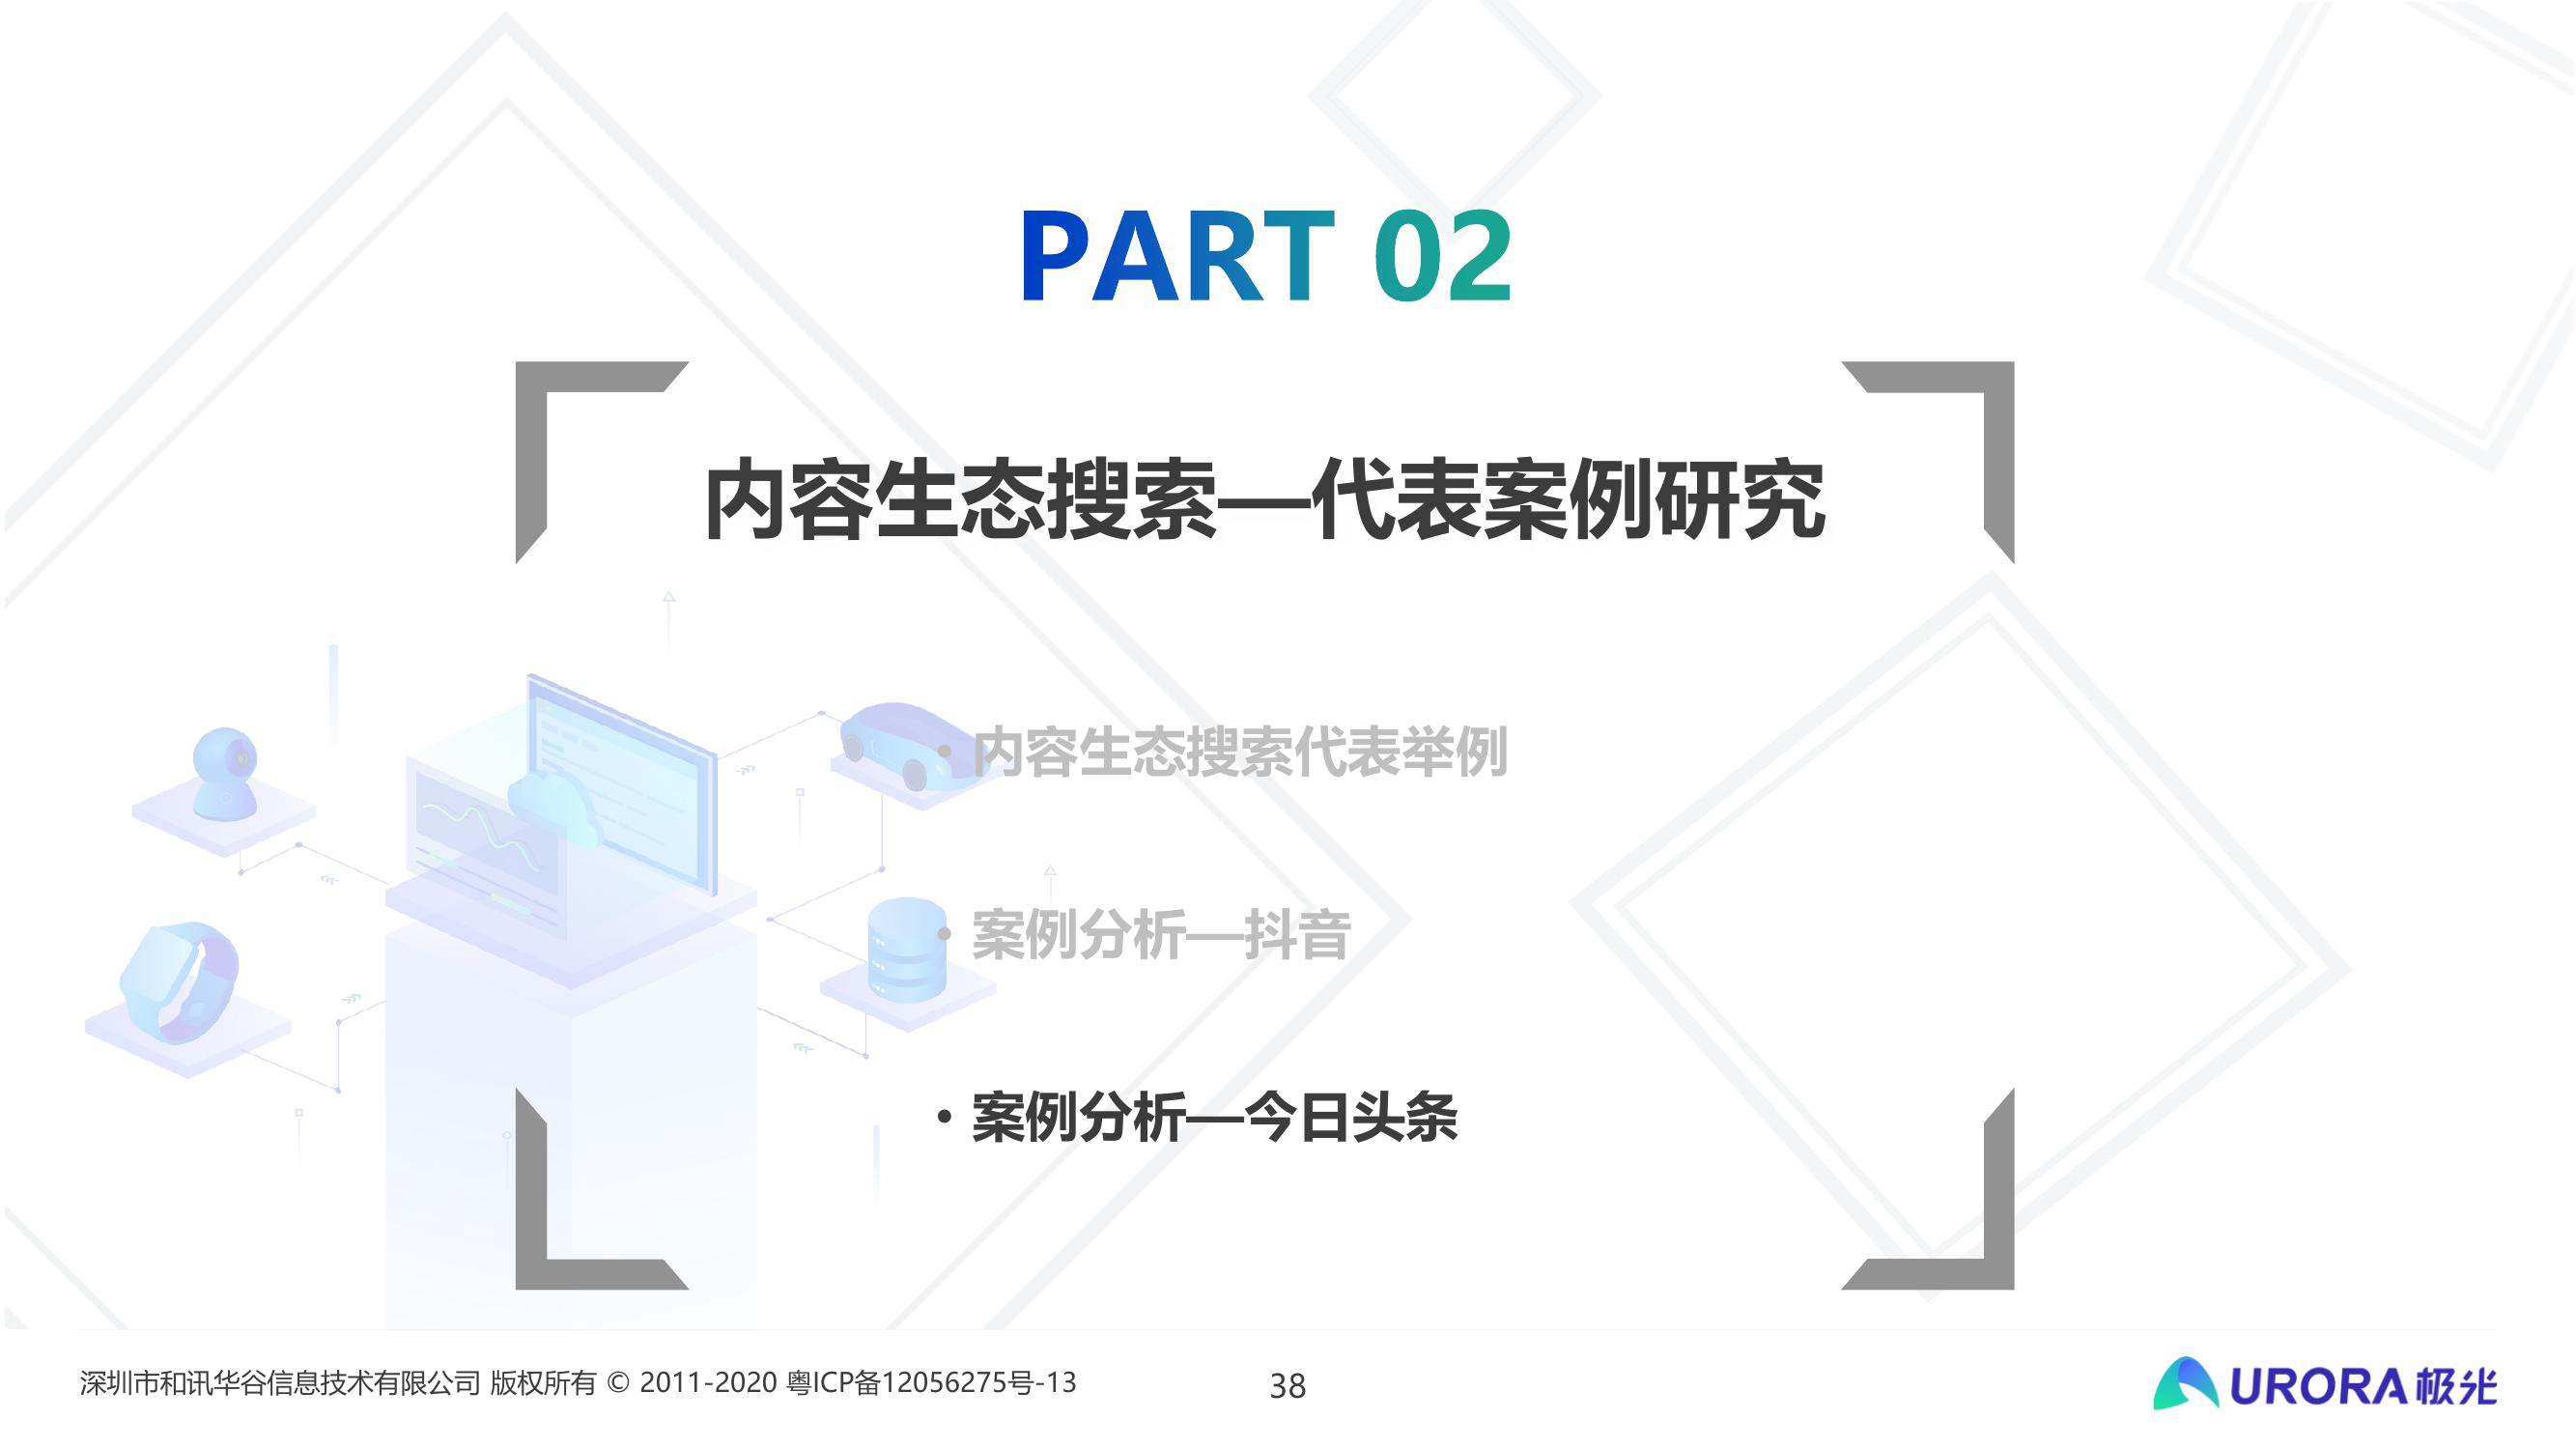 PART 02
内容生态搜索—代表案例研究
• 内容生态搜索代表举例
• 案例分析—抖音
• 案例分析—今日头条
深圳市和讯华谷信息技术有限公司 版权所有 © 2011-2020 粤ICP备12056275号-13
38
URORA极光